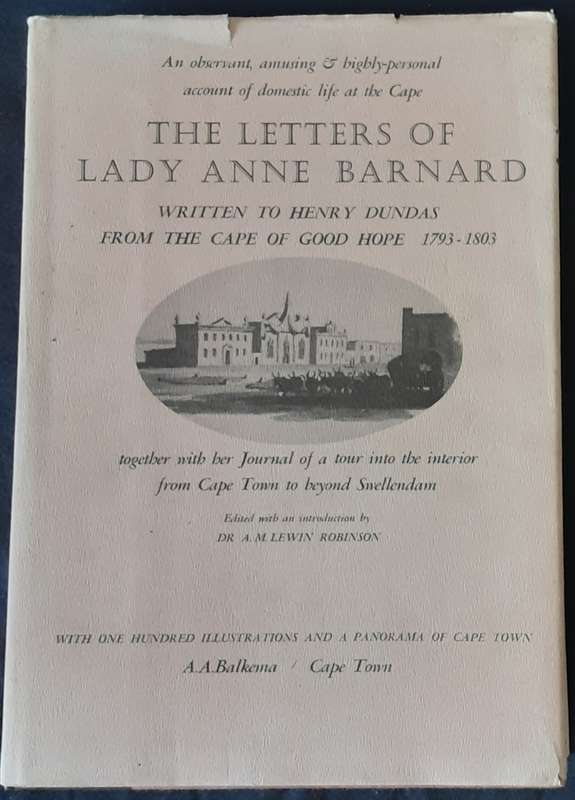 An observant, amusing & highly-personal
account of domestic life at the Cape
THE LETTERS OF
LADY ANNE BARNARD
WRITTEN TO HENRY DUNDAS
FROM THE CAPE OF GOOD HOPE 1793-1803
together with her Journal of a tour into the interior
from Cape Town to beyond Swellendam
Edited with an introduction by
DR A.M. LEWIN ROBINSON
WITH ONE HUNDRED ILLUSTRATIONS AND A PANORAMA OF CAPE TOWN
A.A.Balkema / Cape Town